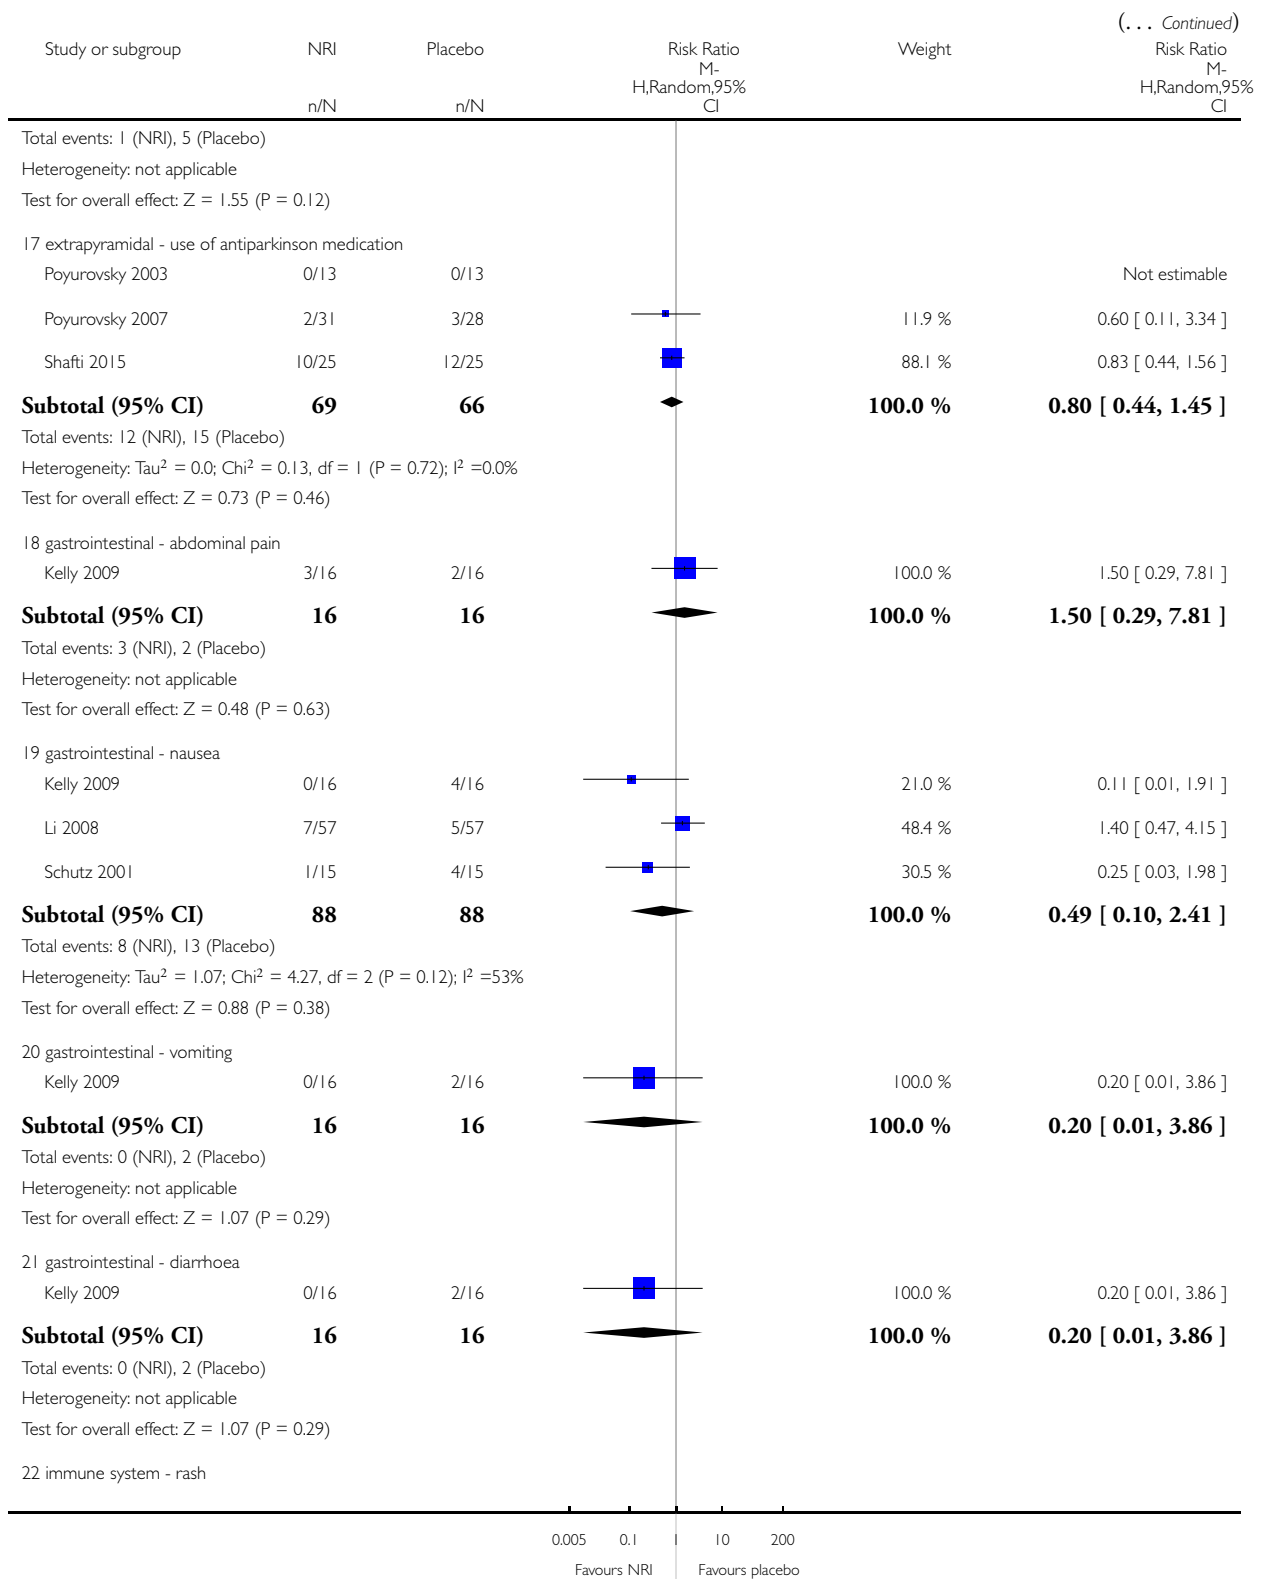 (... Continued)
Study or subgroup NRI Placebo Risk Ratio Weight Risk Ratio
M-H,Random,95% CI M-H,Random,95% CI
n/N n/N
Total events: 1 (NRI), 5 (Placebo)
Heterogeneity: not applicable
Test for overall effect: Z = 1.55 (P = 0.12)
17 extrapyramidal - use of antiparkinson medication
Poyurovsky 2003 0/13 0/13 Not estimable
Poyurovsky 2007 2/31 3/28 11.9 % 0.60 [ 0.11, 3.34 ]
Shafti 2015 10/25 12/25 88.1 % 0.83 [ 0.44, 1.56 ]
Subtotal (95% CI) 69 66 100.0 % 0.80 [ 0.44, 1.45 ]
Total events: 12 (NRI), 15 (Placebo)
Heterogeneity: Tau² = 0.0; Chi² = 0.13, df = 1 (P = 0.72); I² =0.0%
Test for overall effect: Z = 0.73 (P = 0.46)
18 gastrointestinal - abdominal pain
Kelly 2009 3/16 2/16 100.0 % 1.50 [ 0.29, 7.81 ]
Subtotal (95% CI) 16 16 100.0 % 1.50 [ 0.29, 7.81 ]
Total events: 3 (NRI), 2 (Placebo)
Heterogeneity: not applicable
Test for overall effect: Z = 0.48 (P = 0.63)
19 gastrointestinal - nausea
Kelly 2009 0/16 4/16 21.0 % 0.11 [ 0.01, 1.91 ]
Li 2008 7/57 5/57 48.4 % 1.40 [ 0.47, 4.15 ]
Schutz 2001 1/15 4/15 30.5 % 0.25 [ 0.03, 1.98 ]
Subtotal (95% CI) 88 88 100.0 % 0.49 [ 0.10, 2.41 ]
Total events: 8 (NRI), 13 (Placebo)
Heterogeneity: Tau² = 1.07; Chi² = 4.27, df = 2 (P = 0.12); I² =53%
Test for overall effect: Z = 0.88 (P = 0.38)
20 gastrointestinal - vomiting
Kelly 2009 0/16 2/16 100.0 % 0.20 [ 0.01, 3.86 ]
Subtotal (95% CI) 16 16 100.0 % 0.20 [ 0.01, 3.86 ]
Total events: 0 (NRI), 2 (Placebo)
Heterogeneity: not applicable
Test for overall effect: Z = 1.07 (P = 0.29)
21 gastrointestinal - diarrhoea
Kelly 2009 0/16 2/16 100.0 % 0.20 [ 0.01, 3.86 ]
Subtotal (95% CI) 16 16 100.0 % 0.20 [ 0.01, 3.86 ]
Total events: 0 (NRI), 2 (Placebo)
Heterogeneity: not applicable
Test for overall effect: Z = 1.07 (P = 0.29)
22 immune system - rash
0.005 0.1 1 10 200
Favours NRI Favours placebo